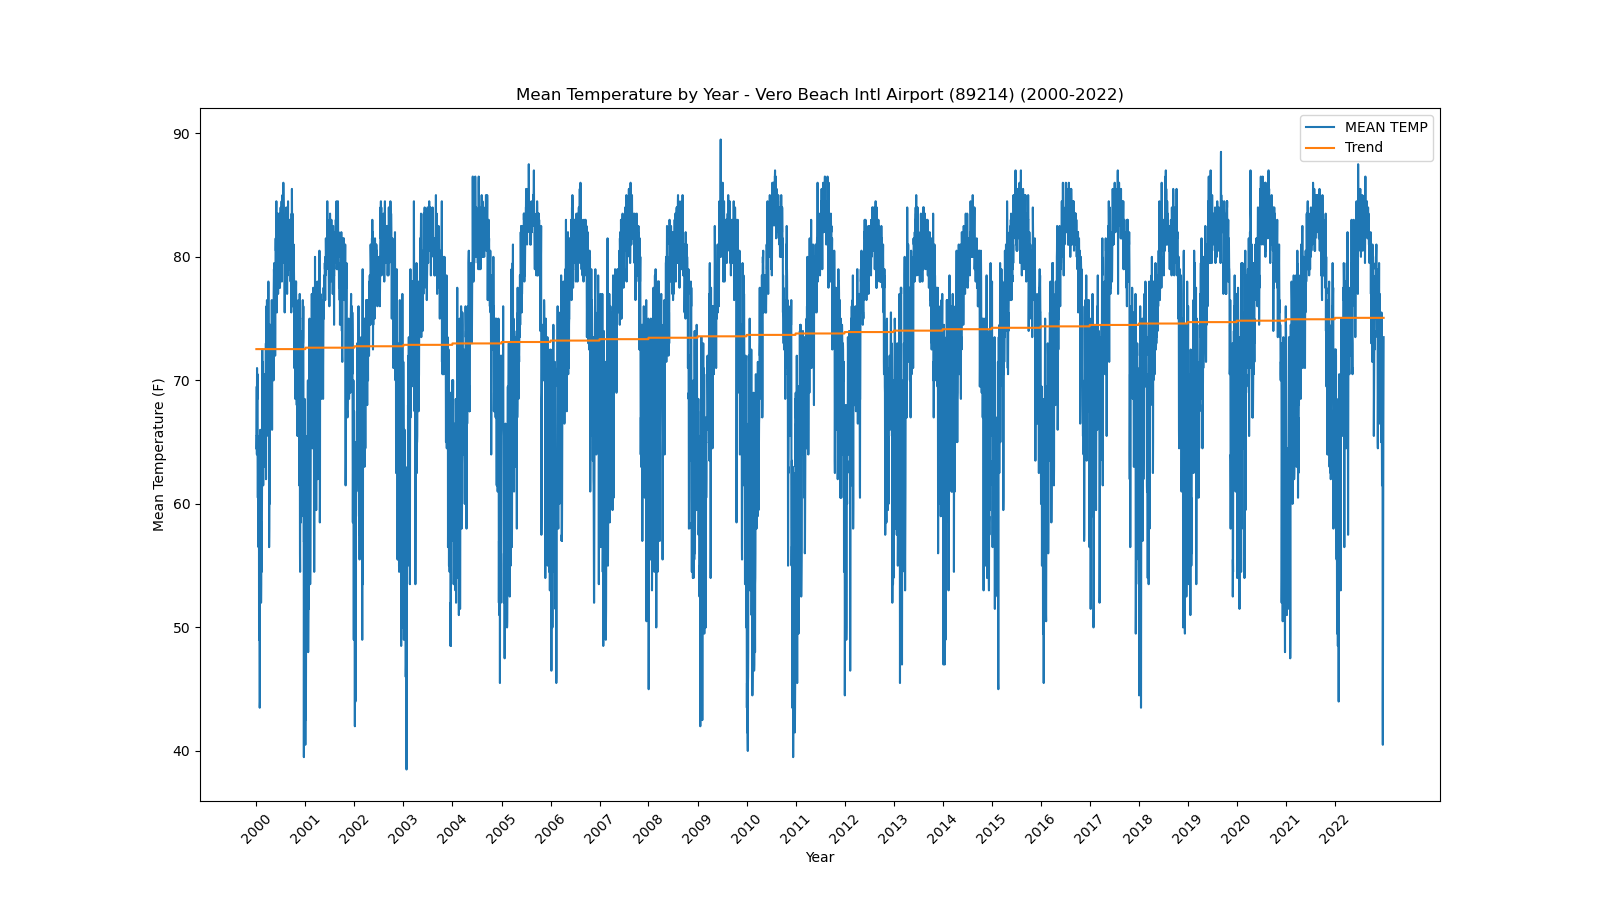 Mean Temperature by Year - Vero Beach Intl Airport (89214) (2000-2022)
MEAN TEMP
Trend
90
80
70
60
50
40
Mean Temperature (F)
2000 2001 2002 2003 2004 2005 2006 2007 2008 2009 2010 2011 2012 2013 2014 2015 2016 2017 2018 2019 2020 2021 2022
Year